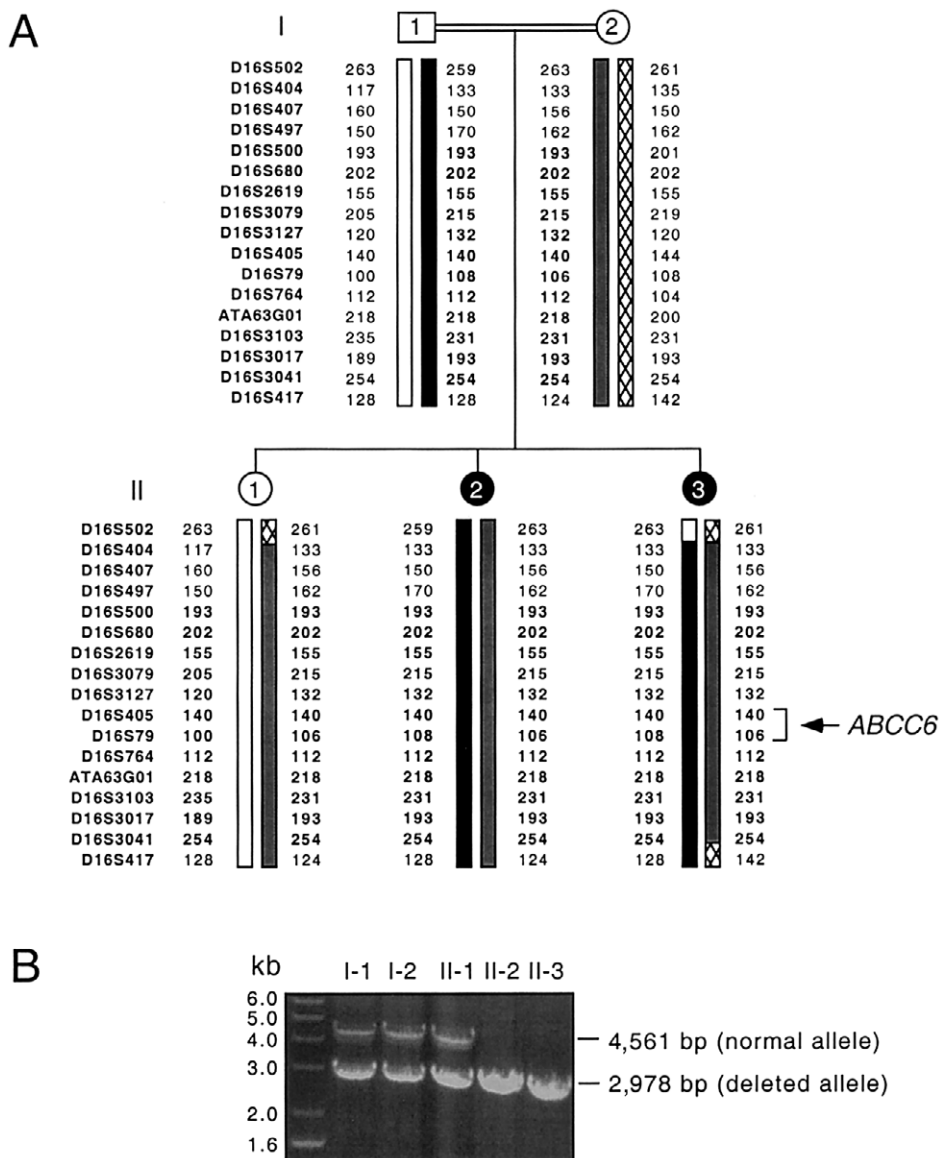 A
I 1 2
D16S502 263 259 263 261
D16S404 117 133 133 135
D16S407 160 150 156 150
D16S497 150 170 162 162
D16S500 193 193 193 201
D16S680 202 202 202 202
D16S2619 155 155 155 155
D16S3079 205 215 215 219
D16S3127 120 132 132 120
D16S405 140 140 140 144
D16S79 100 108 106 108
D16S764 112 112 112 104
ATA63G01 218 218 218 200
D16S3103 235 231 231 231
D16S3017 189 193 193 193
D16S3041 254 254 254 254
D16S417 128 128 124 142
II 1 2 3
D16S502 263 261 259 263 263 261
D16S404 117 133 133 133 133 133
D16S407 160 156 150 156 150 156
D16S497 150 162 170 162 170 162
D16S500 193 193 193 193 193 193
D16S680 202 202 202 202 202 202
D16S2619 155 155 155 155 155 155
D16S3079 205 215 215 215 215 215
D16S3127 120 132 132 132 132 132
D16S405 140 140 140 140 140 140
ABCC6
D16S79 100 106 108 106 108 106
D16S764 112 112 112 112 112 112
ATA63G01 218 218 218 218 218 218
D16S3103 235 231 231 231 231 231
D16S3017 189 193 193 193 193 193
D16S3041 254 254 254 254 254 254
D16S417 128 124 128 124 128 142
B
kb I-1 I-2 II-1 II-2 II-3
6.0
5.0
4.0 4,561 bp (normal allele)
3.0
2,978 bp (deleted allele)
2.0
1.6